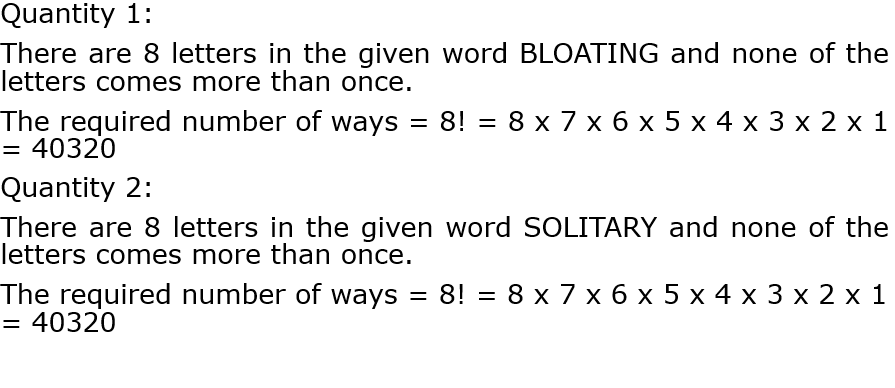 Quantity 1:
There are 8 letters in the given word BLOATING and none of the
letters comes more than once.
The required number of ways = 8! = 8 x 7 x 6 x 5 x 4 x 3 x 2 x 1
= 40320
Quantity 2:
There are 8 letters in the given word SOLITARY and none of the
letters comes more than once.
The required number of ways = 8! = 8 x 7 x 6 x 5 x 4 x 3 x 2 x 1
= 40320